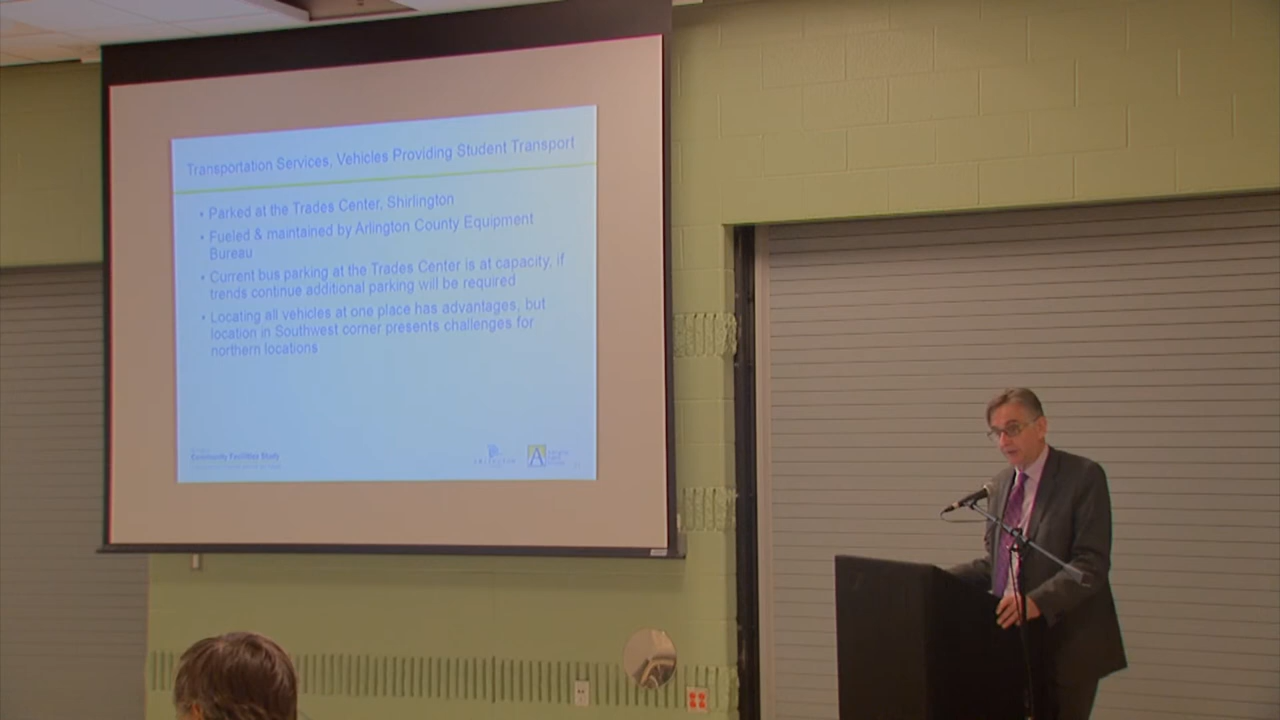 Transportation Services, Vehicles Providing Student Transport
• Parked at the Trades Center, Shirlington
• Fueled & maintained by Arlington County Equipment
Bureau
• Current bus parking at the Trades Center is at capacity, if
trends continue additional parking will be required
• Locating all vehicles at one place has advantages, but
location in Southwest corner presents challenges for
northern locations
Community Facilities Study
ARLINGTON
A